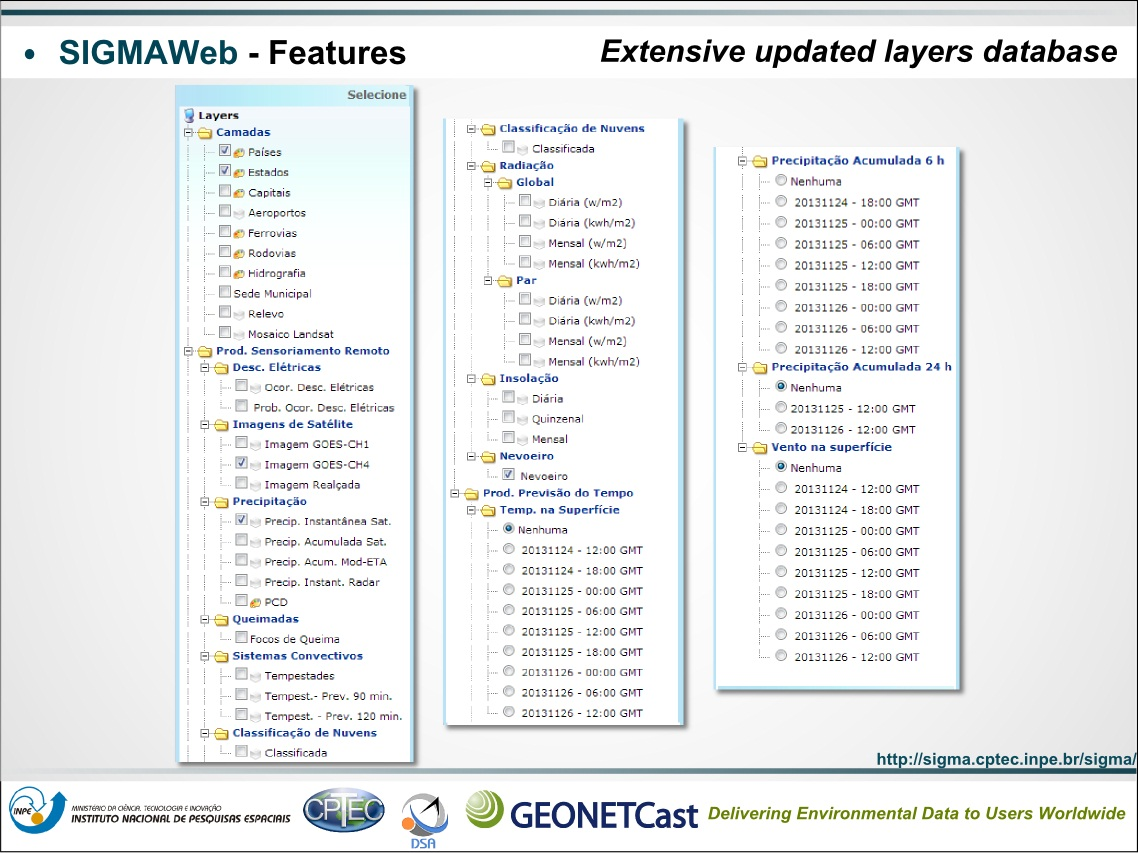 • SIGMAWeb - Features
Extensive updated layers database
Selecione
Layers
Camadas
Países
Estados
Capitais
Aeroportos
Ferrovias
Rodovias
Hidrografia
Sede Municipal
Relevo
Mosaico Landsat
Prod. Sensoriamento Remoto
Desc. Elétricas
Ocor. Desc. Elétricas
Prob. Ocor. Desc. Elétricas
Imagens de Satélite
Imagem GOES-CH1
Imagem GOES-CH4
Imagem Realçada
Precipitação
Precip. Instantânea Sat.
Precip. Acumulada Sat.
Precip. Acum. Mod-ETA
Precip. Instant. Radar
PCD
Queimadas
Focos de Queima
Sistemas Convectivos
Tempestades
Tempest.- Prev. 90 min.
Tempest. - Prev. 120 min.
Classificação de Nuvens
Classificada
Classificação de Nuvens
Classificada
Radiação
Global
Diária (w/m2)
Diária (kwh/m2)
Mensal (w/m2)
Mensal (kwh/m2)
Par
Diária (w/m2)
Diária (kwh/m2)
Mensal (w/m2)
Mensal (kwh/m2)
Insolação
Diária
Quinzenal
Mensal
Nevoeiro
Nevoeiro
Prod. Previsão do Tempo
Temp. na Superfície
Nenhuma
20131124 - 12:00 GMT
20131124 - 18:00 GMT
20131125 - 00:00 GMT
20131125 - 06:00 GMT
20131125 - 12:00 GMT
20131125 - 18:00 GMT
20131126 - 00:00 GMT
20131126 - 06:00 GMT
20131126 - 12:00 GMT
Precipitação Acumulada 6 h
Nenhuma
20131124 - 18:00 GMT
20131125 - 00:00 GMT
20131125 - 06:00 GMT
20131125 - 12:00 GMT
20131125 - 18:00 GMT
20131126 - 00:00 GMT
20131126 - 06:00 GMT
20131126 - 12:00 GMT
Precipitação Acumulada 24 h
Nenhuma
20131125 - 12:00 GMT
20131126 - 12:00 GMT
Vento na superfície
Nenhuma
20131124 - 12:00 GMT
20131124 - 18:00 GMT
20131125 - 00:00 GMT
20131125 - 06:00 GMT
20131125 - 12:00 GMT
20131125 - 18:00 GMT
20131126 - 00:00 GMT
20131126 - 06:00 GMT
20131126 - 12:00 GMT
http://sigma.cptec.inpe.br/sigma/
INPE
MINISTÉRIO DA CIÊNCIA, TECNOLOGIA E INOVAÇÃO
INSTITUTO NACIONAL DE PESQUISAS ESPACIAIS
CPTEC
DSA
GEONETCast
Delivering Environmental Data to Users Worldwide